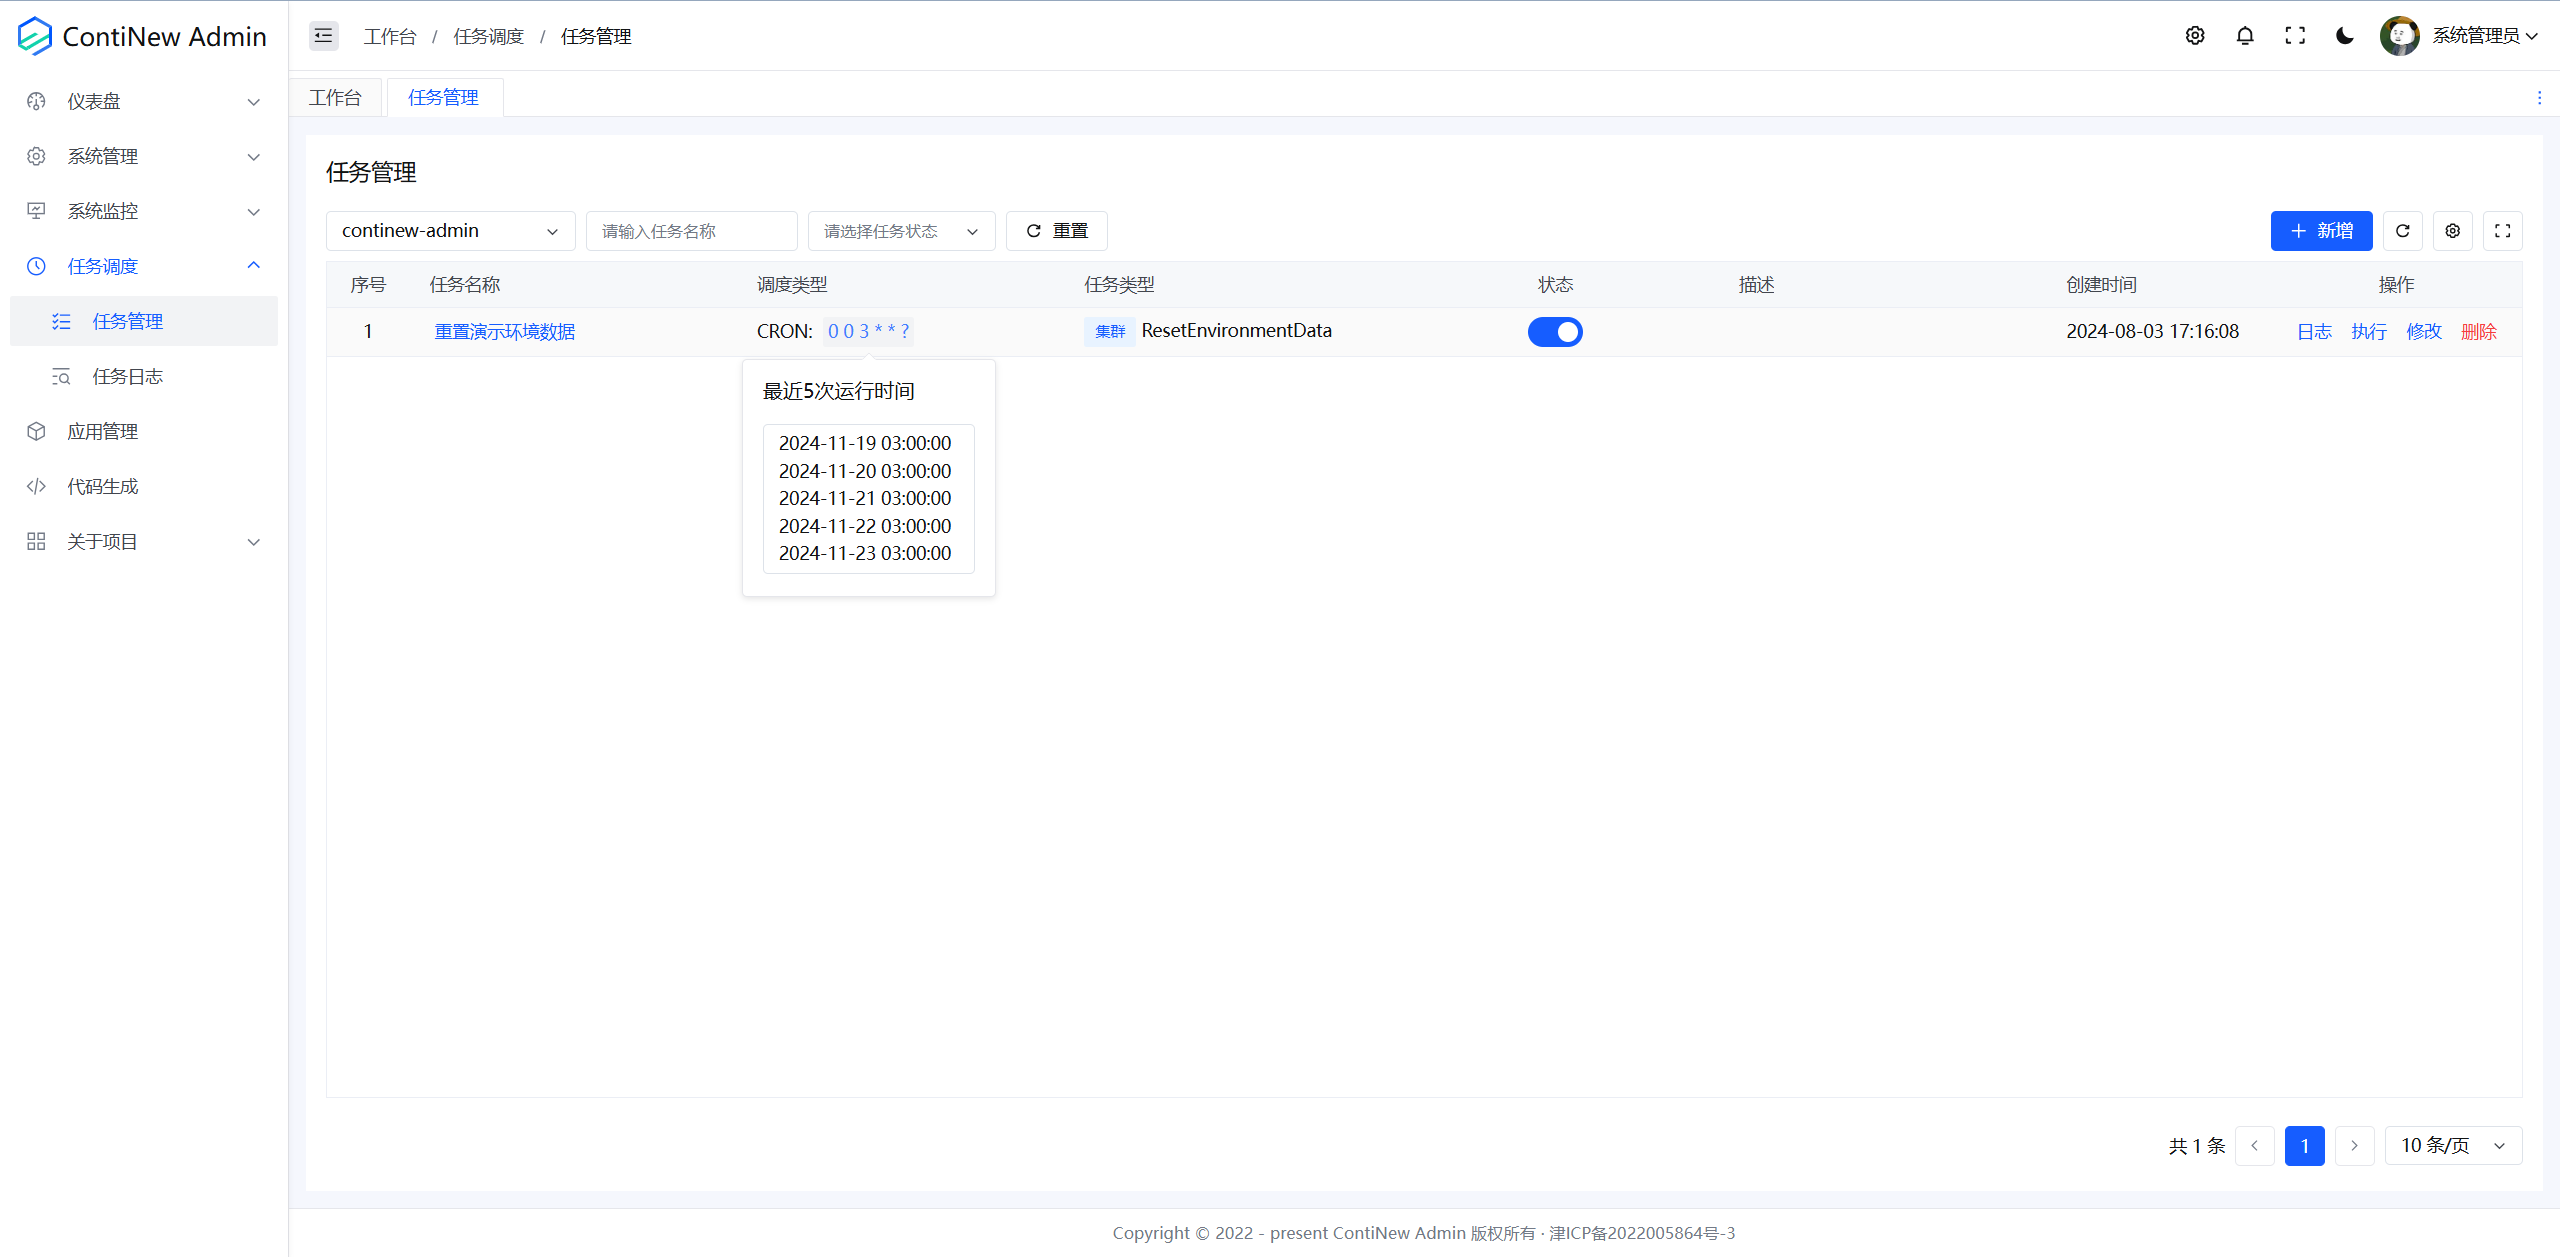 ContiNew Admin
工作台 / 任务调度 / 任务管理
系统管理员
仪表盘
系统管理
系统监控
任务调度
任务管理
任务日志
应用管理
代码生成
关于项目
工作台
任务管理
任务管理
continew-admin
请输入任务名称
请选择任务状态
重置
新增
序号 任务名称 调度类型 任务类型 状态 描述 创建时间 操作
1 重置演示环境数据 CRON: 0 0 3 * * ? 集群 ResetEnvironmentData 2024-08-03 17:16:08 日志 执行 修改 删除
最近5次运行时间
2024-11-19 03:00:00
2024-11-20 03:00:00
2024-11-21 03:00:00
2024-11-22 03:00:00
2024-11-23 03:00:00
共 1 条 1 10 条/页
Copyright © 2022 - present ContiNew Admin 版权所有 · 津ICP备2022005864号-3